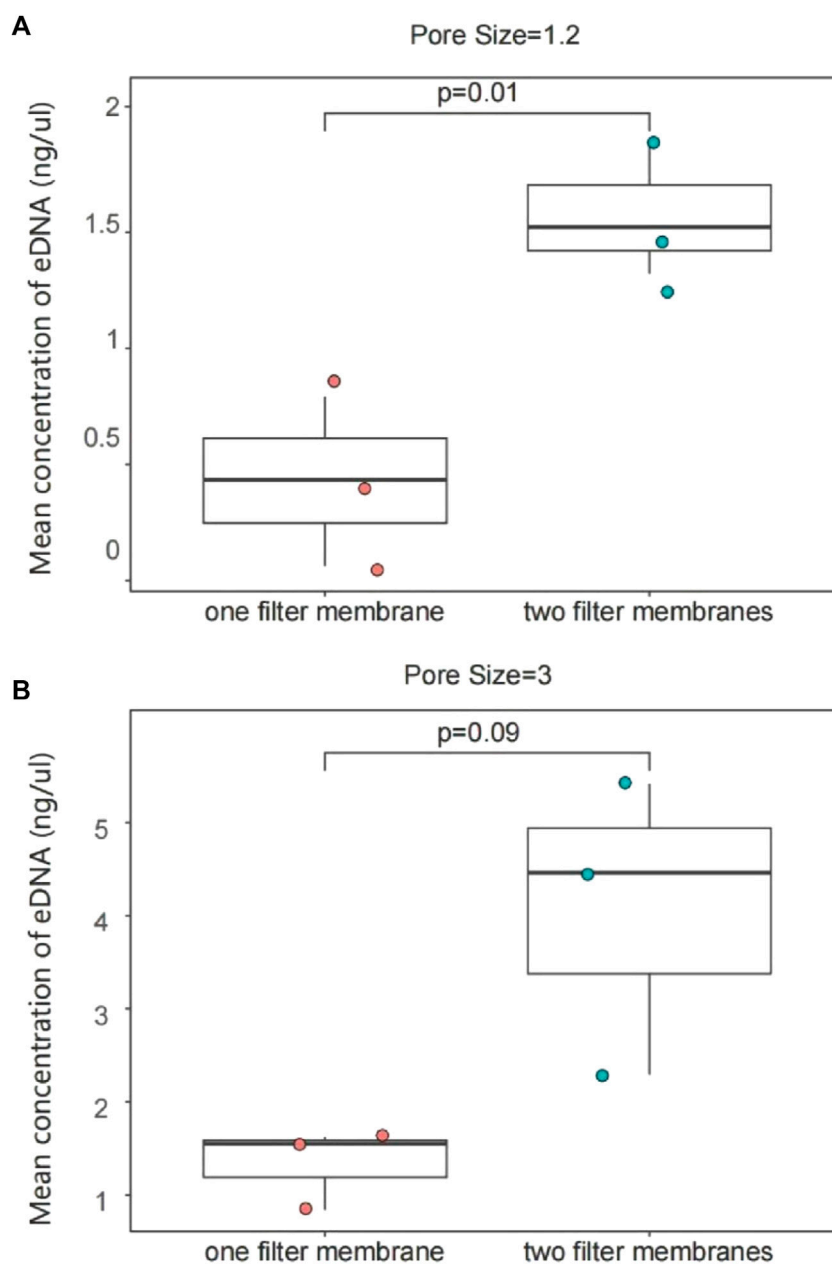 A
Pore Size=1.2
Mean concentration of eDNA (ng/ul)
p=0.01
2
1.5
1
0.5
0
one filter membrane two filter membranes
B
Pore Size=3
Mean concentration of eDNA (ng/ul)
p=0.09
5
4
3
2
1
one filter membrane two filter membranes